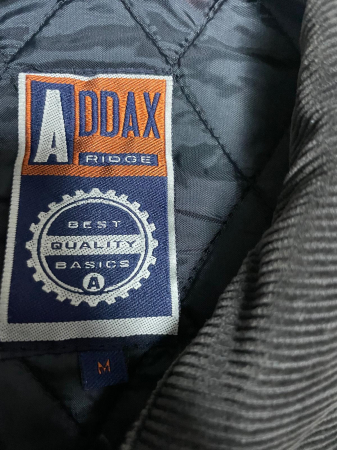 ADDAX
RIDGE
BEST
QUALITY
BASICS
A
M